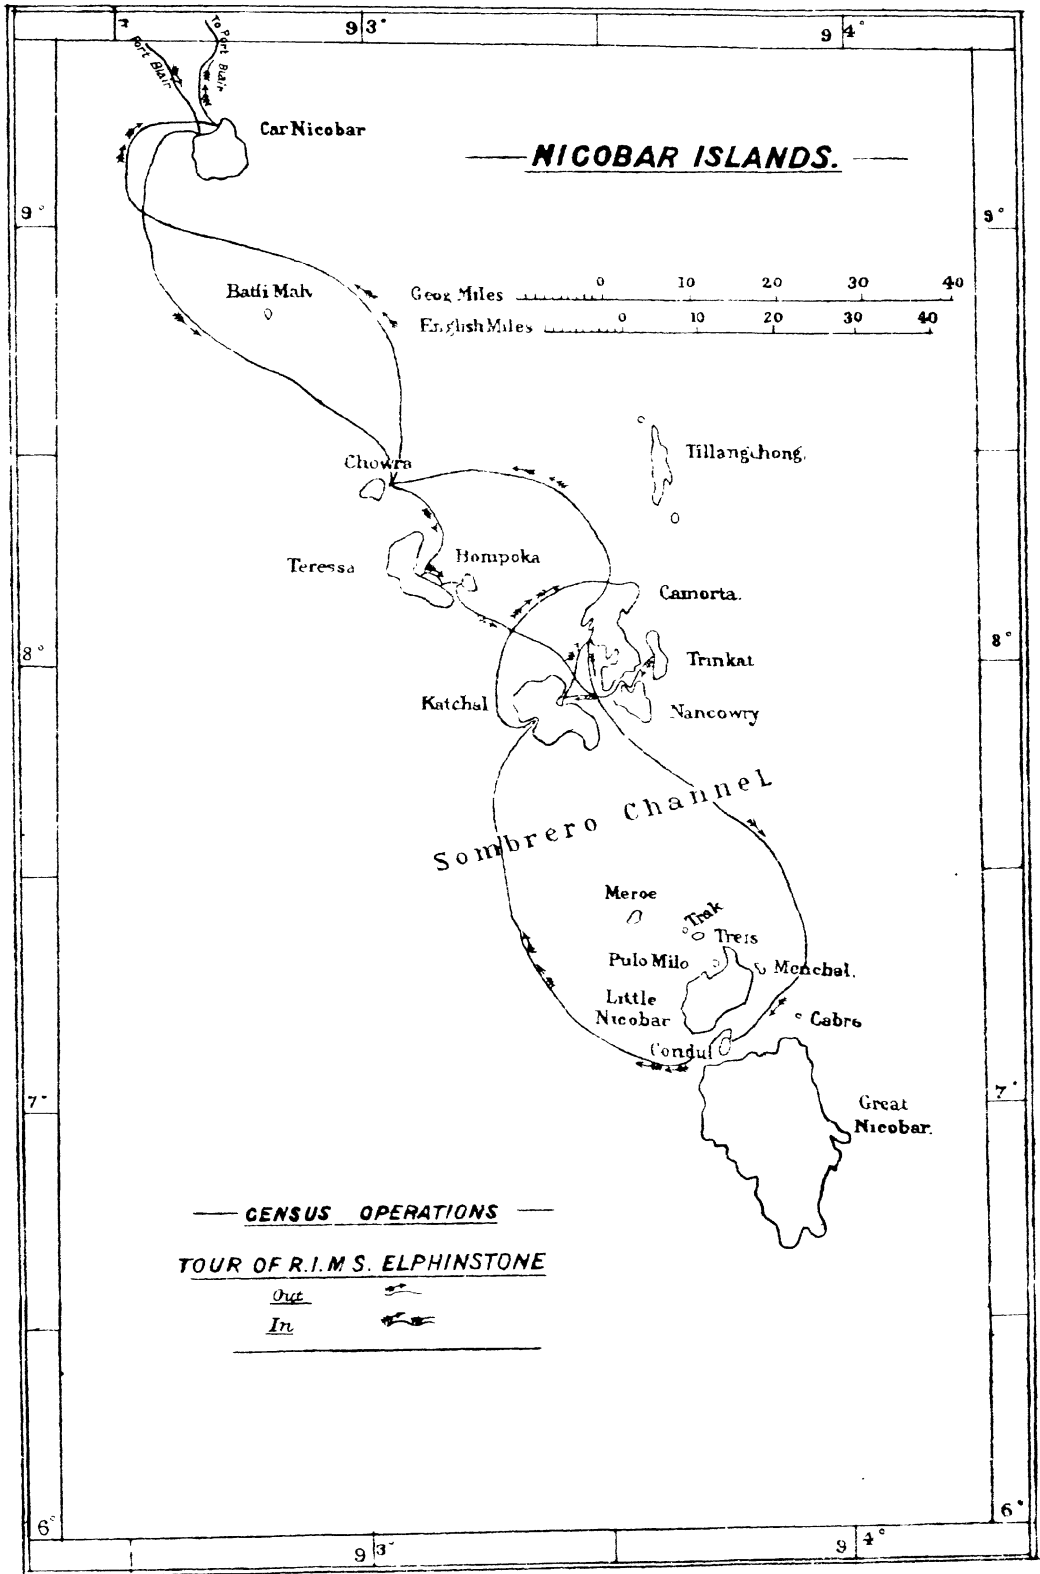 93° 94°
Port Blair
To Port Blair
Car Nicobar
NICOBAR ISLANDS.
9° 9°
Batti Malv
0 10 20 30 40
Geog Miles
English Miles 0 10 20 30 40
Chowra
Tillangchong.
Teressa
Bompoka
Camorta.
8° 8°
Trinkat
Katchal
Nancowry
Sombrero Channel
Meroe
Trak
Treis
Pulo Milo
Menchal.
Little
Nicobar
Cabra
Condul
7° 7°
Great
Nicobar.
CENSUS OPERATIONS
TOUR OF R.I.M S. ELPHINSTONE
Out
In
6° 6°
93° 94°